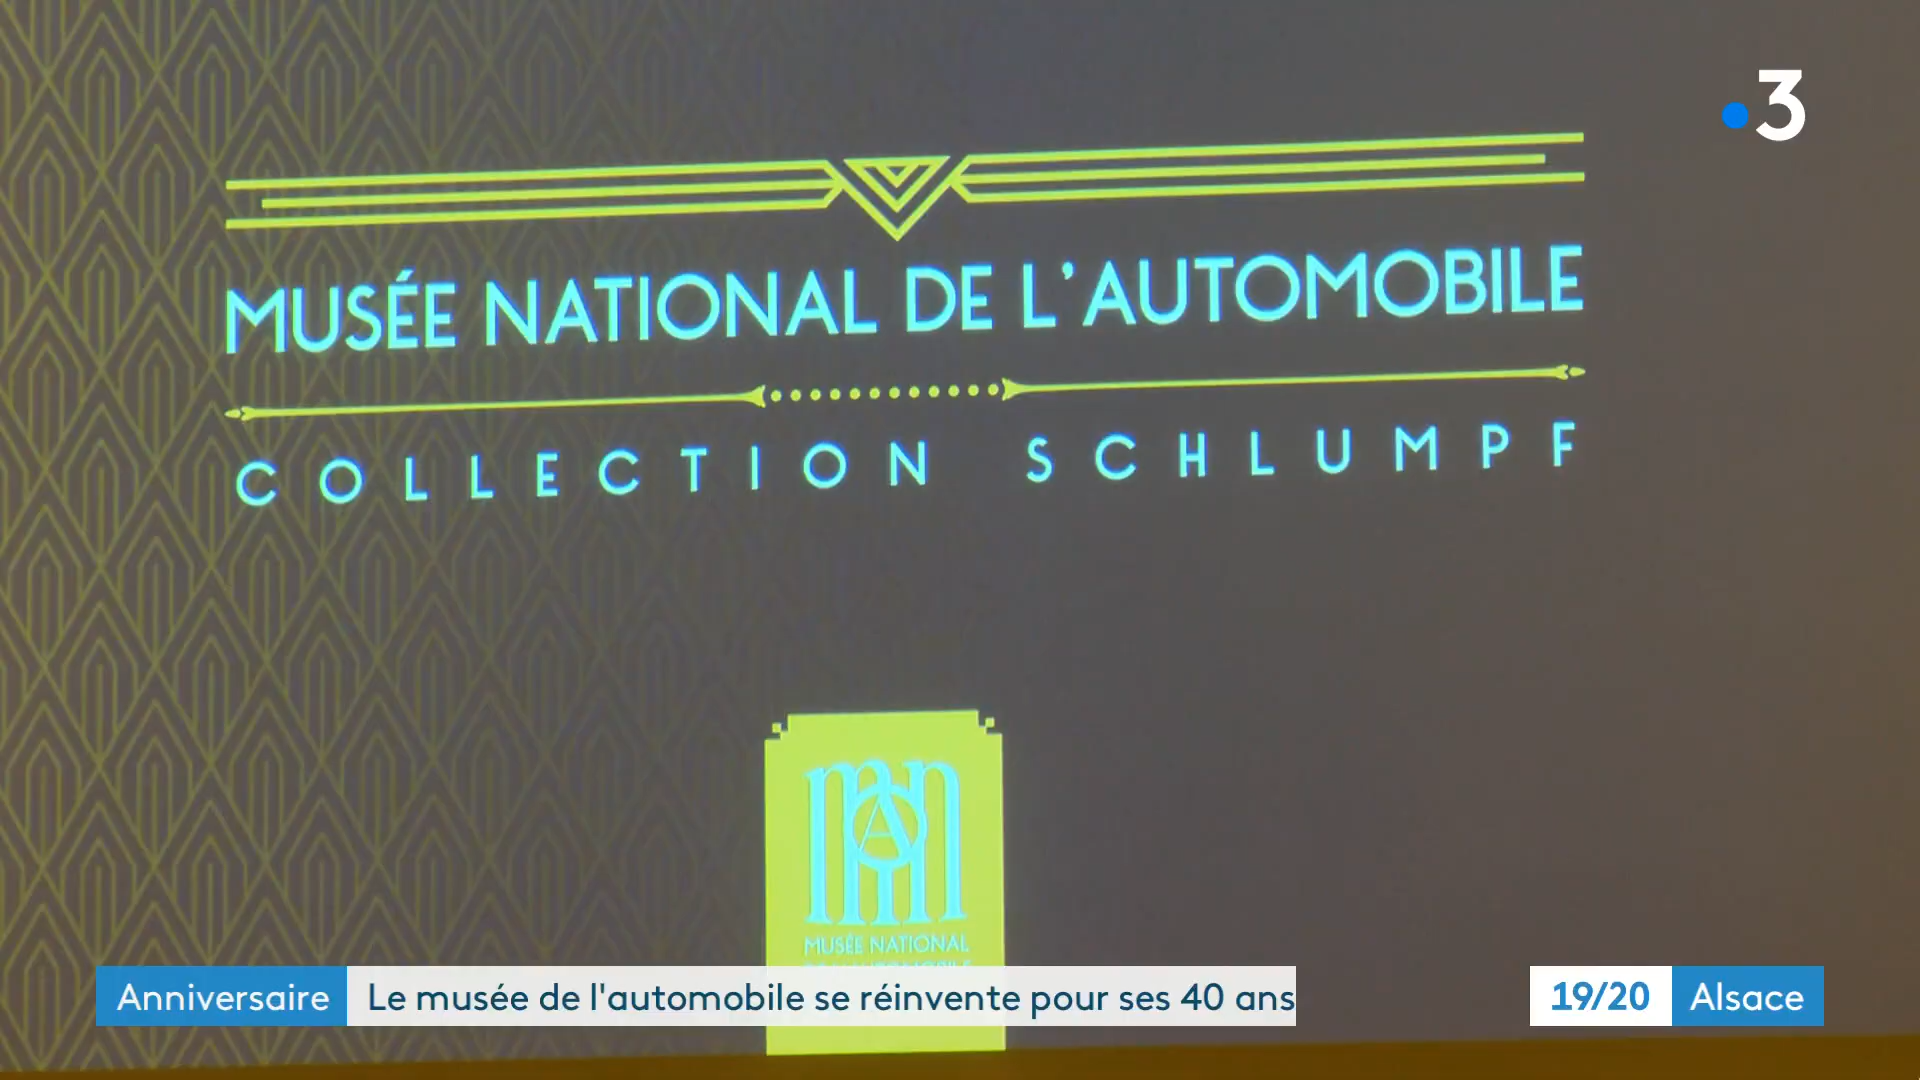 3
MUSÉE NATIONAL DE L'AUTOMOBILE
COLLECTION SCHLUMPF
MUSÉE NATIONAL
Anniversaire Le musée de l'automobile se réinvente pour ses 40 ans
19/20 Alsace